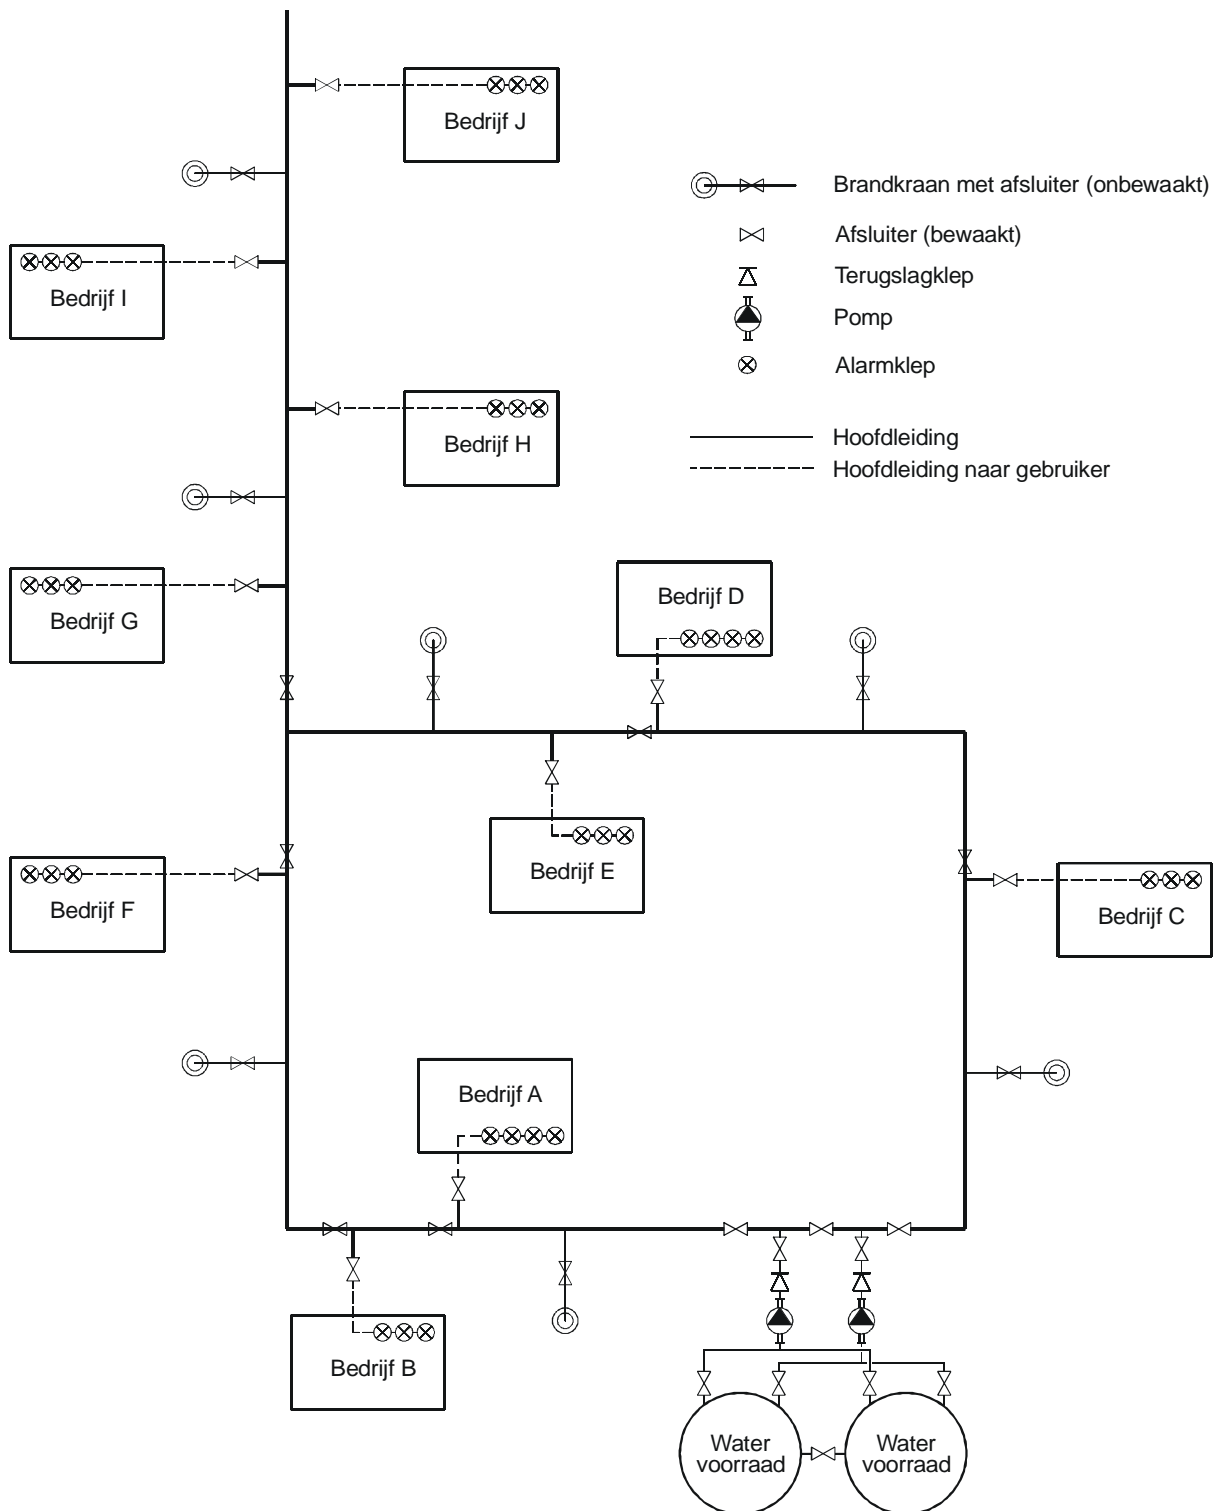 Bedrijf J
Brandkraan met afsluiter (onbewaakt)
Afsluiter (bewaakt)
Terugslagklep
Bedrijf I
Pomp
Alarmklep
Bedrijf H
Hoofdleiding
Hoofdleiding naar gebruiker
Bedrijf G
Bedrijf D
Bedrijf E
Bedrijf F
Bedrijf C
Bedrijf A
Bedrijf B
Water
voorraad
Water
voorraad